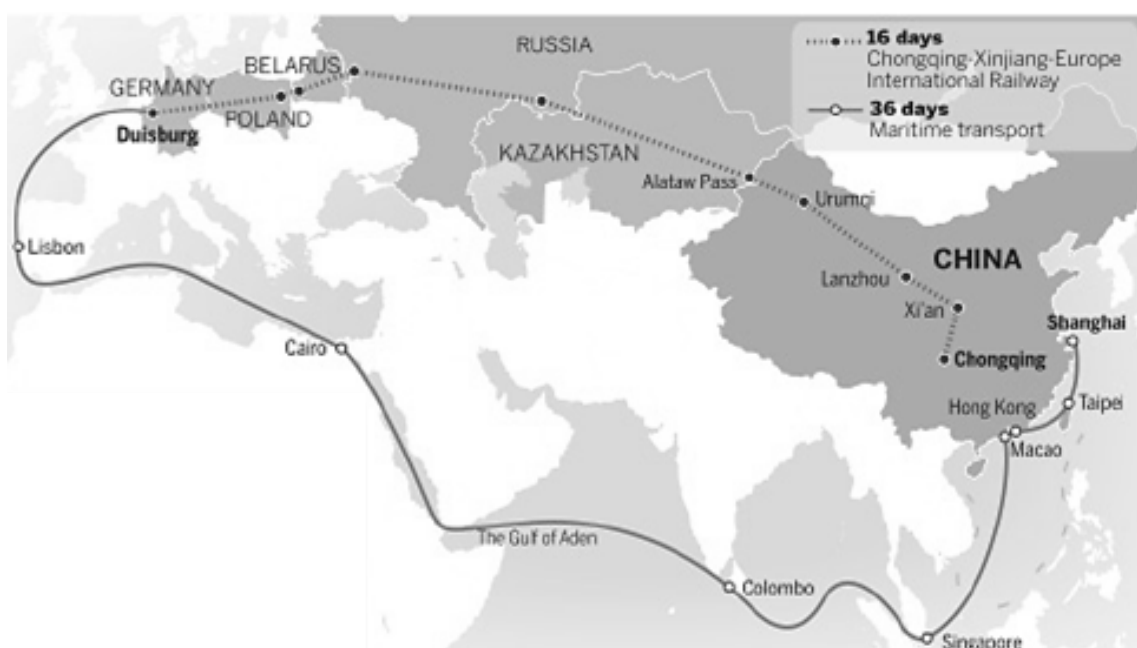 16 days
Chongqing-Xinjiang-Europe
International Railway
36 days
Maritime transport
RUSSIA
BELARUS
GERMANY
POLAND
Duisburg
KAZAKHSTAN
Alataw Pass
Urumqi
Lisbon
CHINA
Lanzhou
Xi'an
Shanghai
Cairo
Chongqing
Hong Kong
Taipei
Macao
The Gulf of Aden
Colombo
Singapore